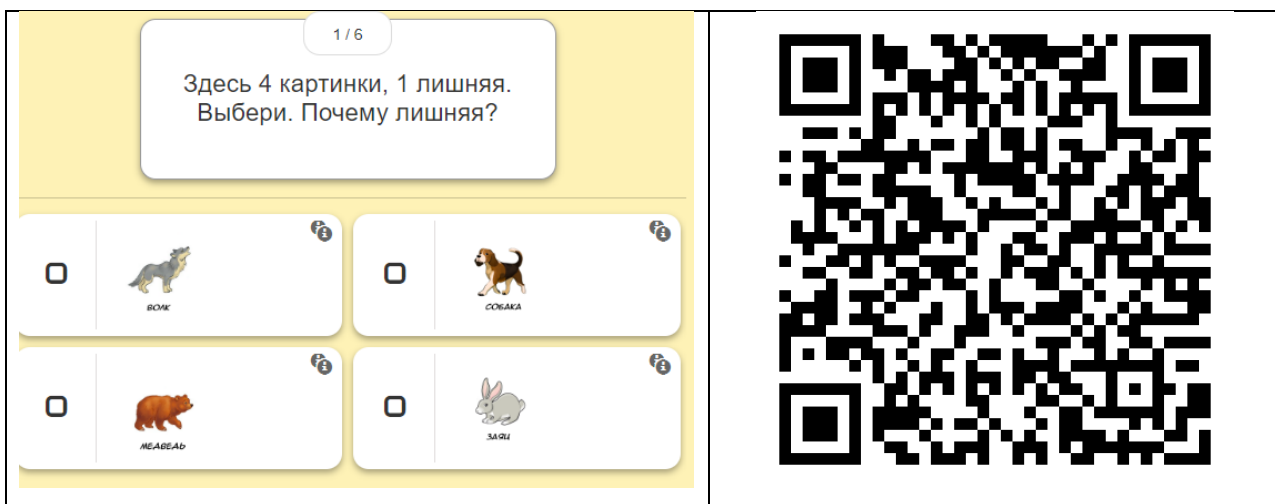 1 / 6
Здесь 4 картинки, 1 лишняя.
Выбери. Почему лишняя?
ВОЛК
СОБАКА
МЕДВЕДЬ
ЗАЯЦ